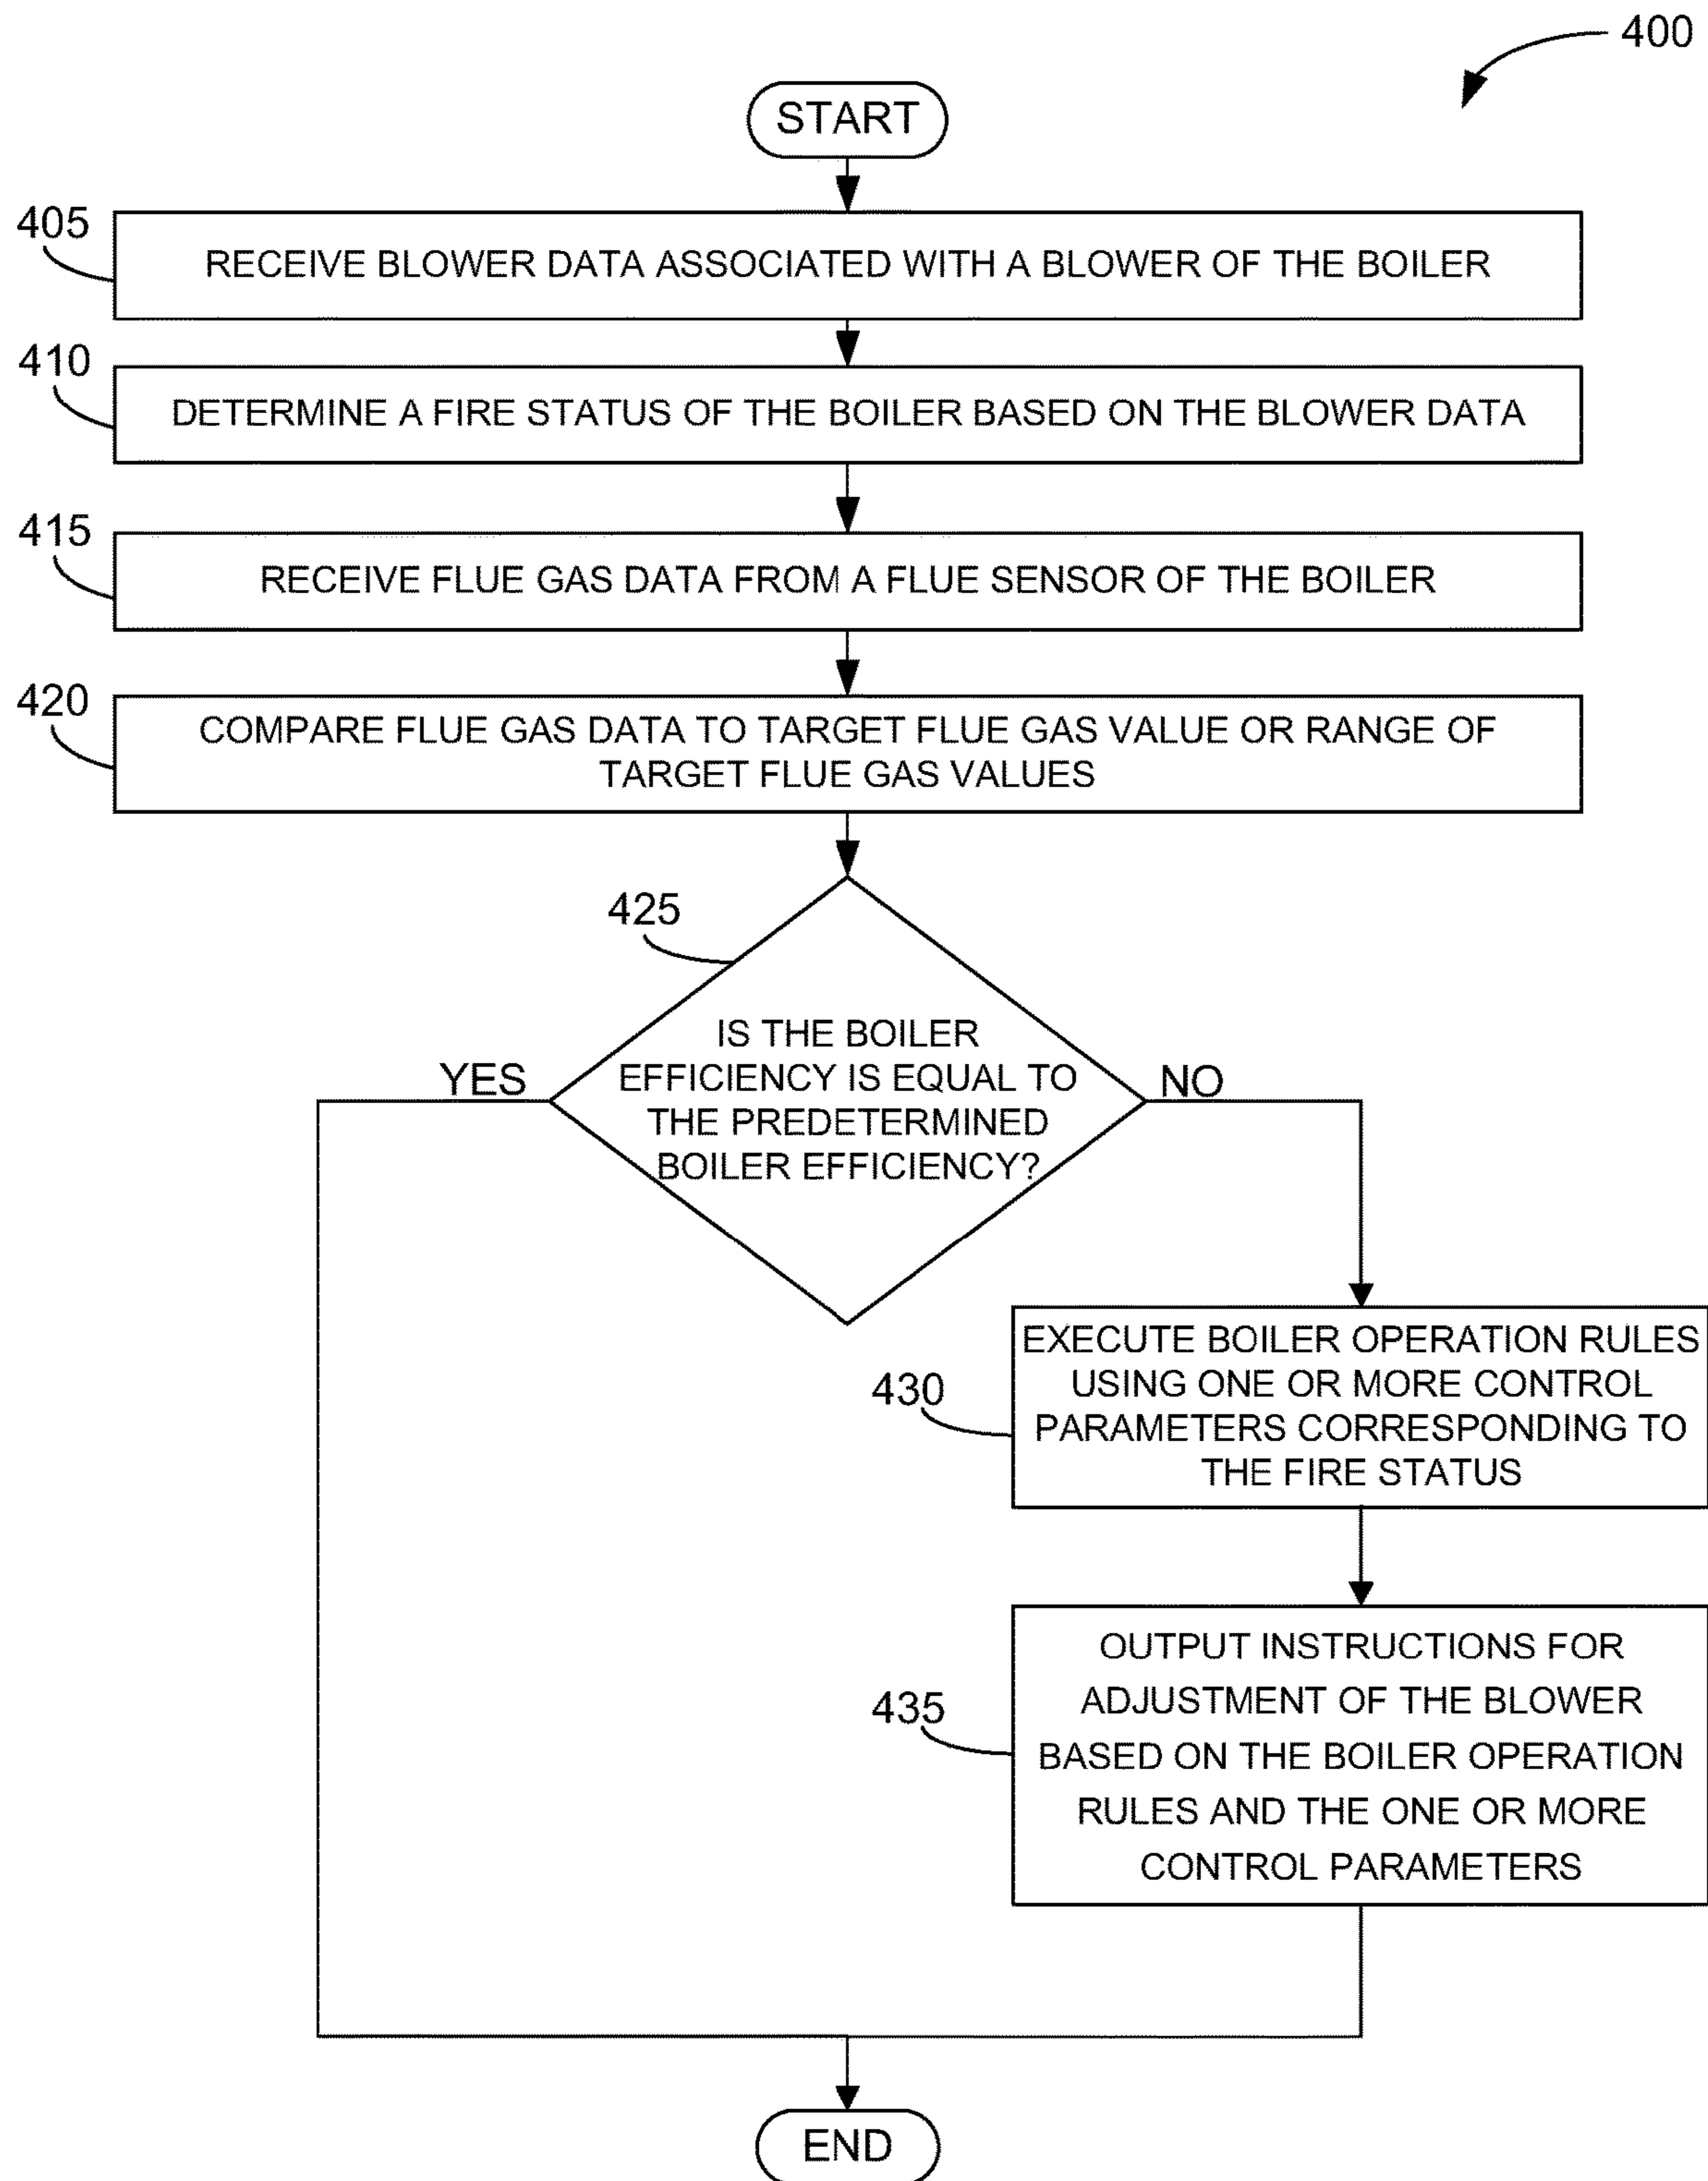 400
START
405
RECEIVE BLOWER DATA ASSOCIATED WITH A BLOWER OF THE BOILER
410
DETERMINE A FIRE STATUS OF THE BOILER BASED ON THE BLOWER DATA
415
RECEIVE FLUE GAS DATA FROM A FLUE SENSOR OF THE BOILER
420
COMPARE FLUE GAS DATA TO TARGET FLUE GAS VALUE OR RANGE OF
TARGET FLUE GAS VALUES
425
IS THE BOILER
EFFICIENCY IS EQUAL TO
THE PREDETERMINED
BOILER EFFICIENCY?
YES
NO
430
EXECUTE BOILER OPERATION RULES
USING ONE OR MORE CONTROL
PARAMETERS CORRESPONDING TO
THE FIRE STATUS
435
OUTPUT INSTRUCTIONS FOR
ADJUSTMENT OF THE BLOWER
BASED ON THE BOILER OPERATION
RULES AND THE ONE OR MORE
CONTROL PARAMETERS
END